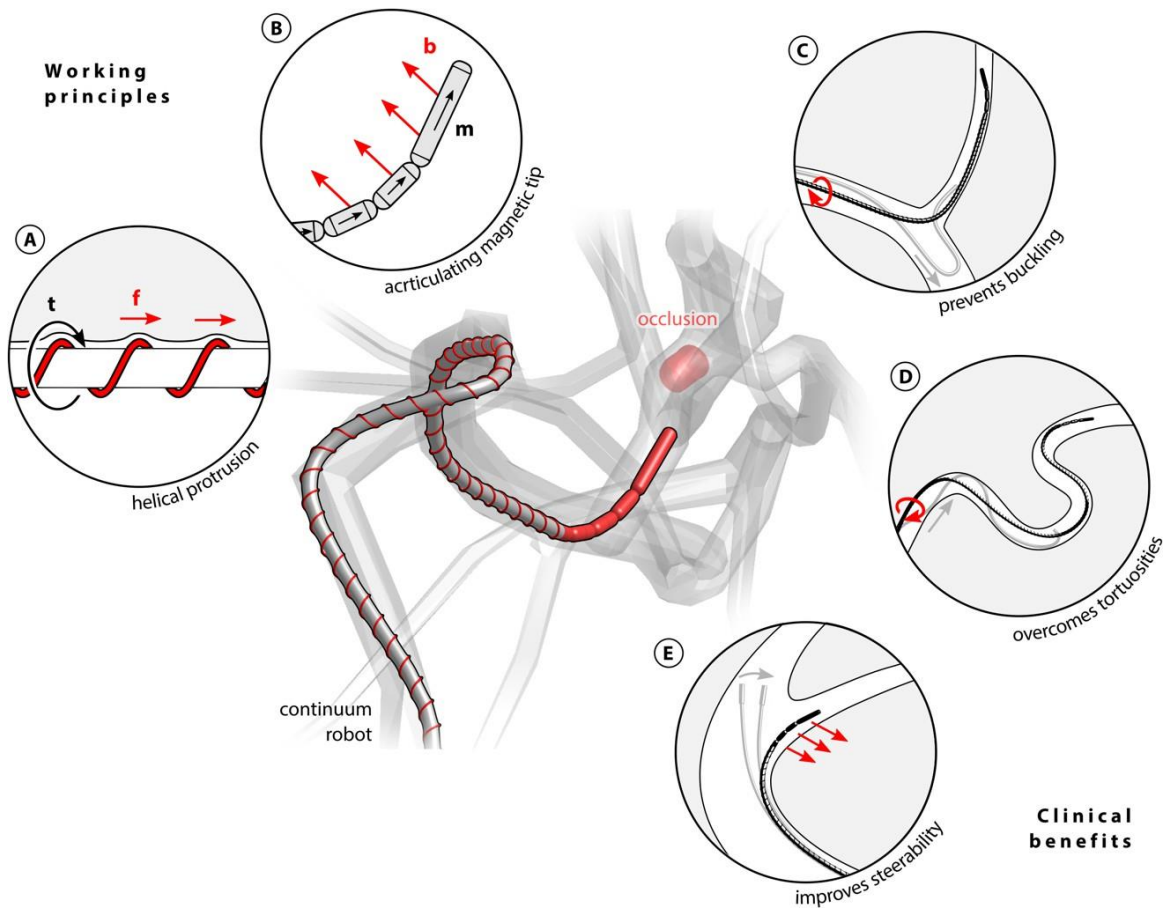 Working
principles
A
t
f
helical protrusion
B
b
m
acrticulating magnetic tip
C
prevents buckling
occlusion
D
overcomes tortuosities
continuum
robot
E
improves steerability
Clinical
benefits